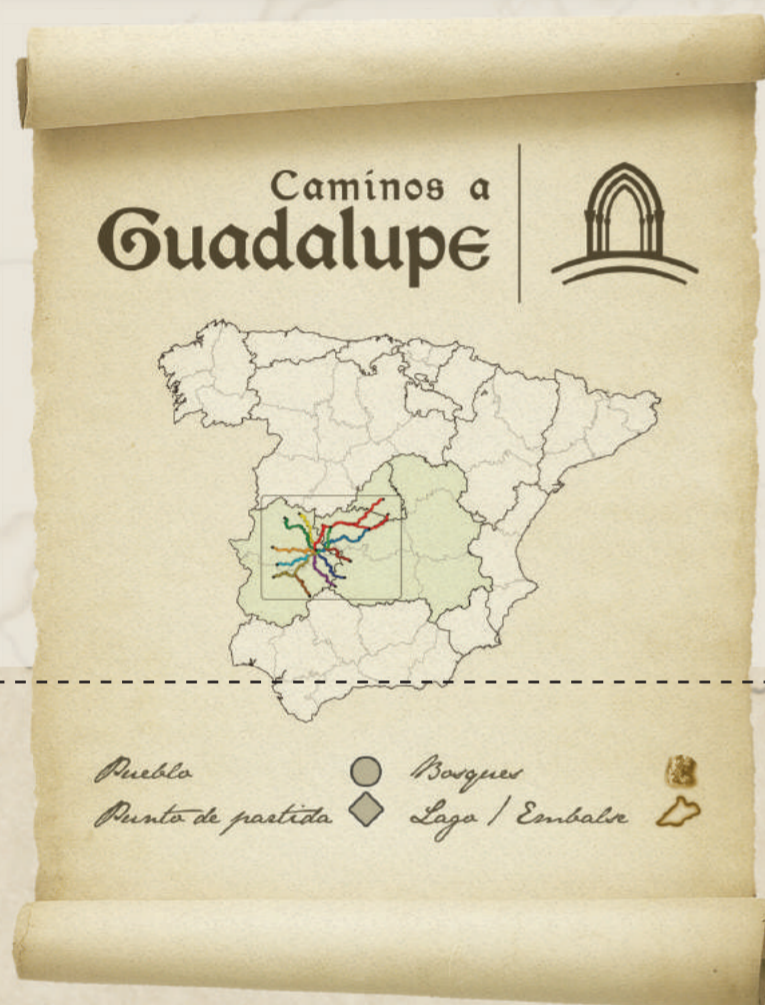 Caminos a
Guadalupe
Pueblo
Bosques
Punto de partida
Lago / Embalse